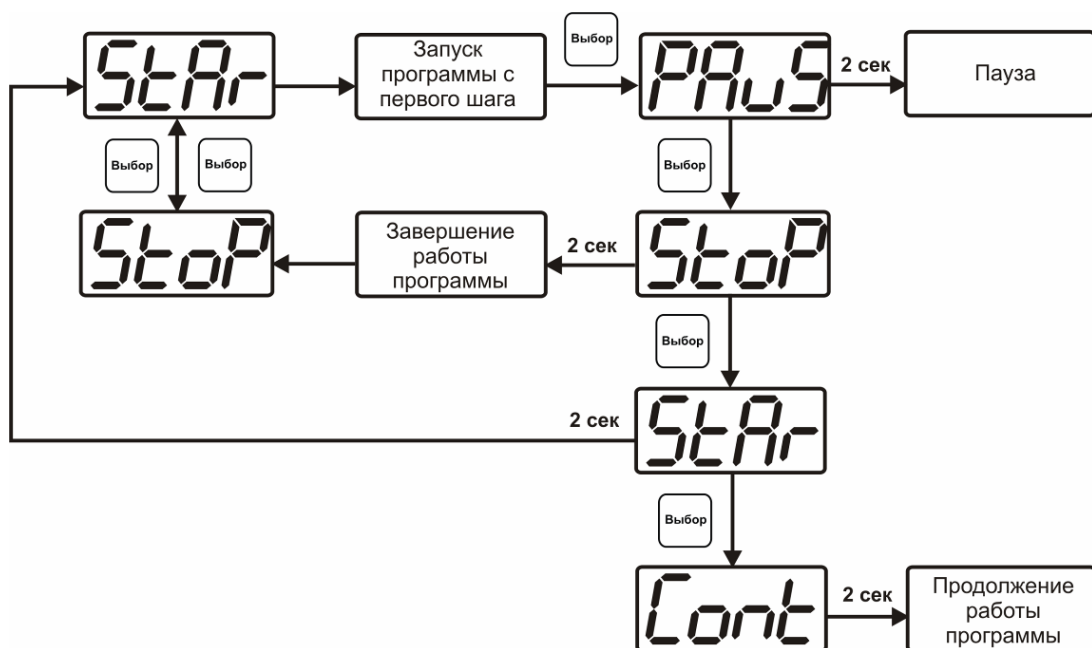 StAr
Запуск
программы с
первого шага
Выбор
PAuS
2 сек
Пауза
Выбор
Выбор
Выбор
StoP
Завершение
работы
программы
2 сек
StoP
Выбор
2 сек
StAr
Выбор
Cont
2 сек
Продолжение
работы
программы